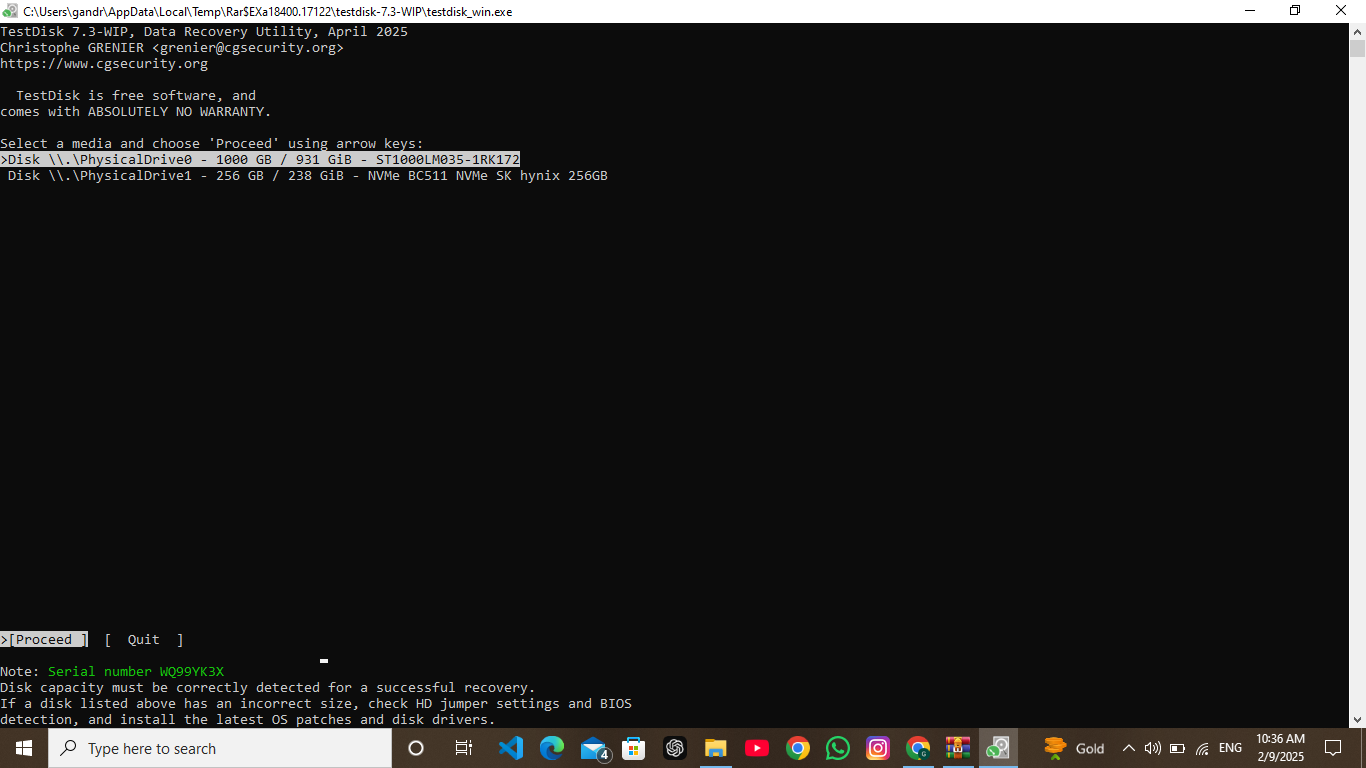 C:\Users\gandr\AppData\Local\Temp\Rar$EXa18400.17122\testdisk-7.3-WIP\testdisk_win.exe
TestDisk 7.3-WIP, Data Recovery Utility, April 2025
Christophe GRENIER <grenier@cgsecurity.org>
https://www.cgsecurity.org
TestDisk is free software, and
comes with ABSOLUTELY NO WARRANTY.
Select a media and choose 'Proceed' using arrow keys:
>Disk \\.\PhysicalDrive0 - 1000 GB / 931 GiB - ST1000LM035-1RK172
Disk \\.\PhysicalDrive1 - 256 GB / 238 GiB - NVMe BC511 NVMe SK hynix 256GB
>[Proceed ]  [  Quit  ]
Note: Serial number WQ99YK3X
Disk capacity must be correctly detected for a successful recovery.
If a disk listed above has an incorrect size, check HD jumper settings and BIOS
detection, and install the latest OS patches and disk drivers.
Type here to search
4
G
Gold
ENG
10:36 AM
2/9/2025